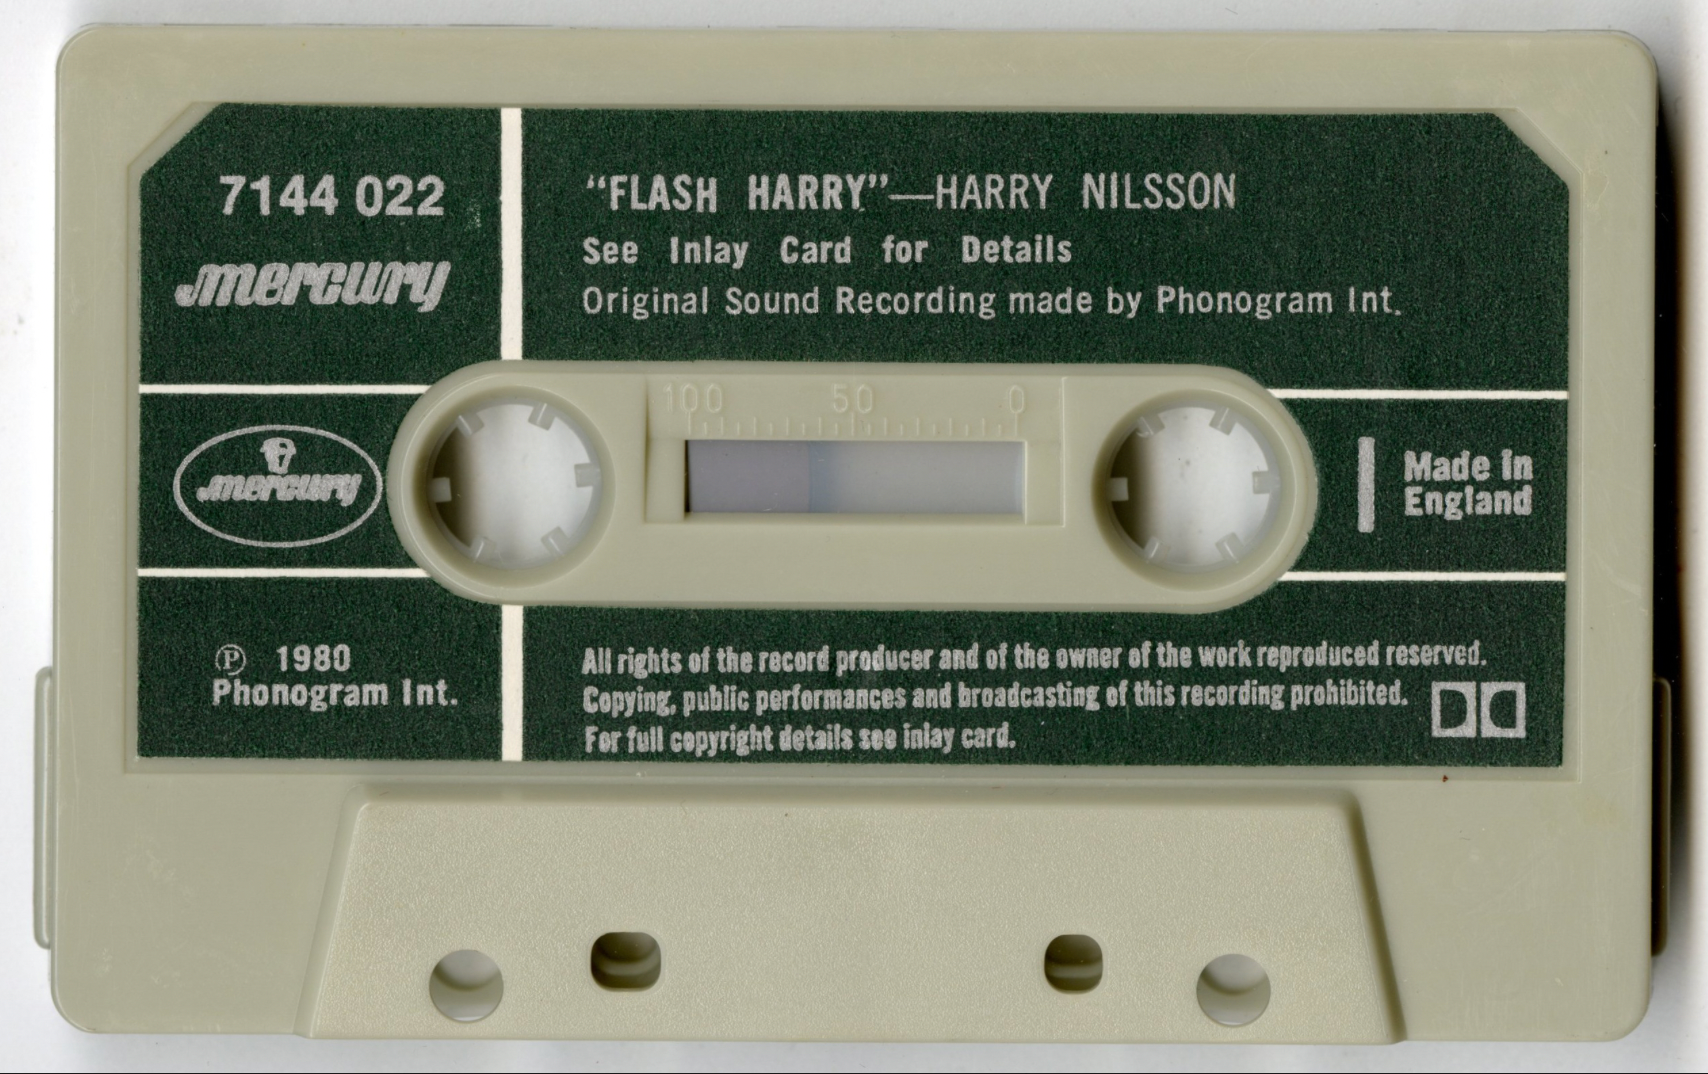 7144 022
mercury
"FLASH HARRY"—HARRY NILSSON
See Inlay Card for Details
Original Sound Recording made by Phonogram Int.
100 50 0
mercury
Made in
England
Ⓟ 1980
Phonogram Int.
All rights of the record producer and of the owner of the work reproduced reserved.
Copying, public performances and broadcasting of this recording prohibited.
For full copyright details see inlay card.